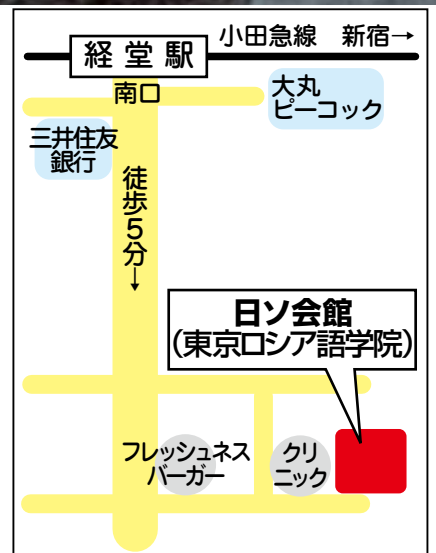 小田急線 新宿→
経堂駅
南口
大丸
ピーコック
三井住友
銀行
徒歩5分→
日ソ会館
(東京ロシア語学院)
フレッシュネス
バーガー
クリ
ニック